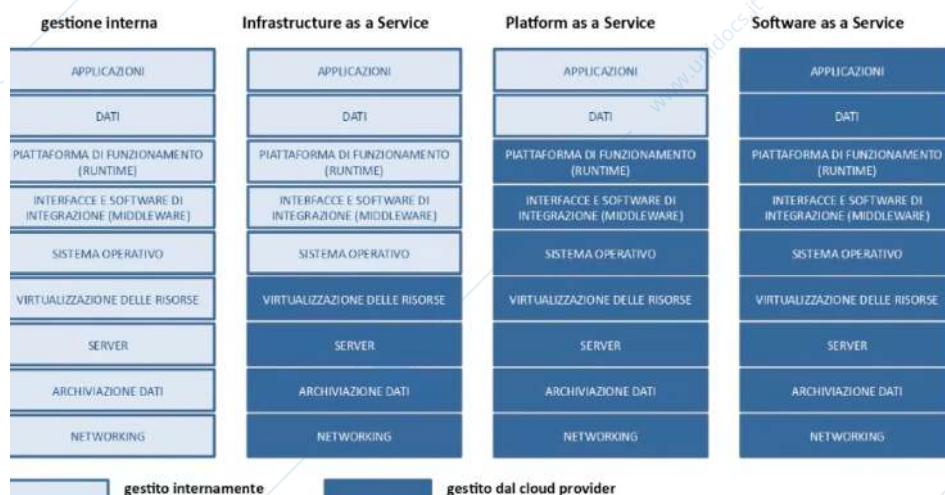 gestione interna
Infrastructure as a Service
Platform as a Service
Software as a Service
APPLICAZIONI
APPLICAZIONI
APPLICAZIONI
APPLICAZIONI
DATI
DATI
DATI
DATI
PIATTAFORMA DI FUNZIONAMENTO
(RUNTIME)
PIATTAFORMA DI FUNZIONAMENTO
(RUNTIME)
PIATTAFORMA DI FUNZIONAMENTO
(RUNTIME)
PIATTAFORMA DI FUNZIONAMENTO
(RUNTIME)
INTERFACCE E SOFTWARE DI
INTEGRAZIONE (MIDDLEWARE)
INTERFACCE E SOFTWARE DI
INTEGRAZIONE (MIDDLEWARE)
INTERFACCE E SOFTWARE DI
INTEGRAZIONE (MIDDLEWARE)
INTERFACCE E SOFTWARE DI
INTEGRAZIONE (MIDDLEWARE)
SISTEMA OPERATIVO
SISTEMA OPERATIVO
SISTEMA OPERATIVO
SISTEMA OPERATIVO
VIRTUALIZZAZIONE DELLE RISORSE
VIRTUALIZZAZIONE DELLE RISORSE
VIRTUALIZZAZIONE DELLE RISORSE
VIRTUALIZZAZIONE DELLE RISORSE
SERVER
SERVER
SERVER
SERVER
ARCHIVIAZIONE DATI
ARCHIVIAZIONE DATI
ARCHIVIAZIONE DATI
ARCHIVIAZIONE DATI
NETWORKING
NETWORKING
NETWORKING
NETWORKING
gestito internamente
gestito dal cloud provider
www.unidocs.it